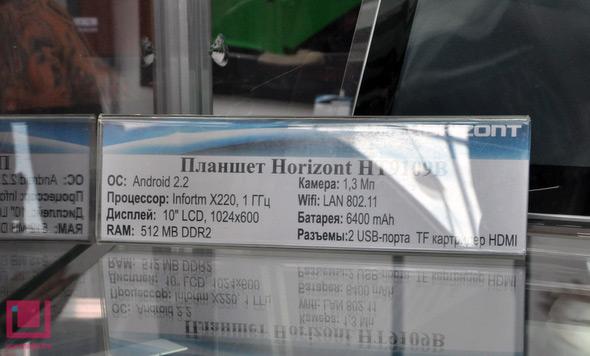 HORIZONT
Планшет Horizont HT9109B
ОС: Android 2.2
Процессор: Infortm X220, 1 ГГц
Дисплей: 10" LCD, 1024x600
RAM: 512 MB DDR2
Камера: 1,3 Мп
Wifi: LAN 802.11
Батарея: 6400 mAh
Разъемы:2 USB-порта TF картридер HDMI